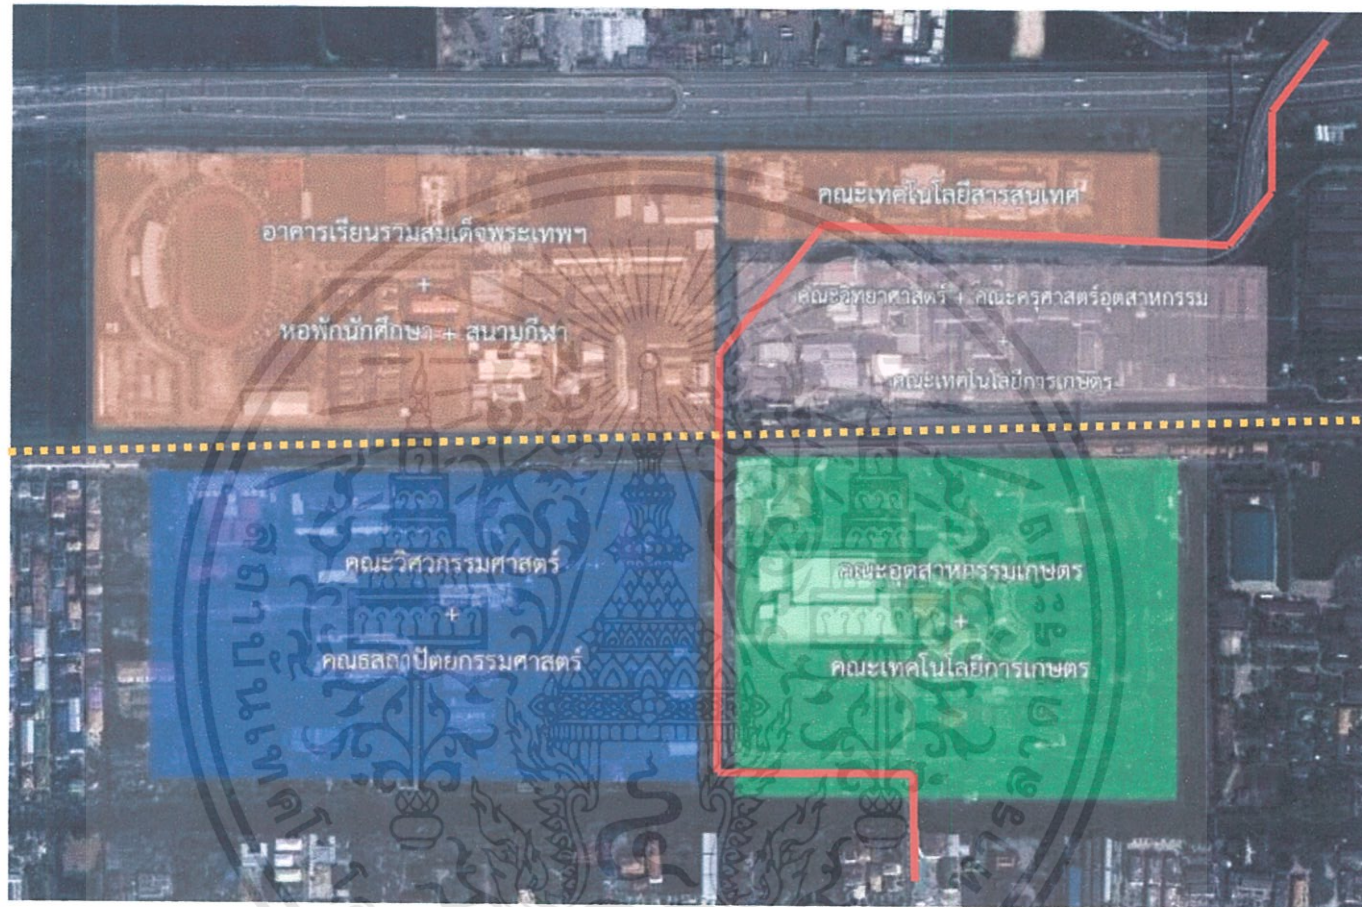 คณะเทคโนโลยีสารสนเทศ
อาคารเรียนรวมสมเด็จพระเทพฯ
+
หอพักนักศึกษา + สนามกีฬา
คณะวิทยาศาสตร์ + คณะครุศาสตร์อุตสาหกรรม
+
คณะเทคโนโลยีการเกษตร
คณะวิศวกรรมศาสตร์
+
คณธสถาปัตยกรรมศาสตร์
คณะอุตสาหกรรมเกษตร
+
คณะเทคโนโลยีการเกษตร